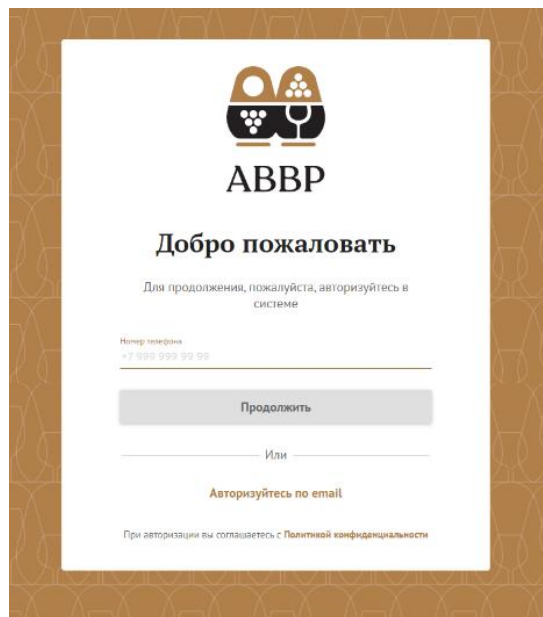 АВВР
Добро пожаловать
Для продолжения, пожалуйста, авторизуйтесь в
системе
Номер телефона
+7 999 999 99 99
Продолжить
Или
Авторизуйтесь по email
При авторизации вы соглашаетесь с Политикой конфиденциальности